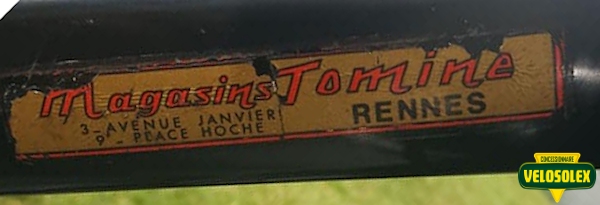 Magasins Tomine
3 - AVENUE JANVIER
9 - PLACE HOCHE
RENNES
CONCESSIONNAIRE
VELOSOLEX